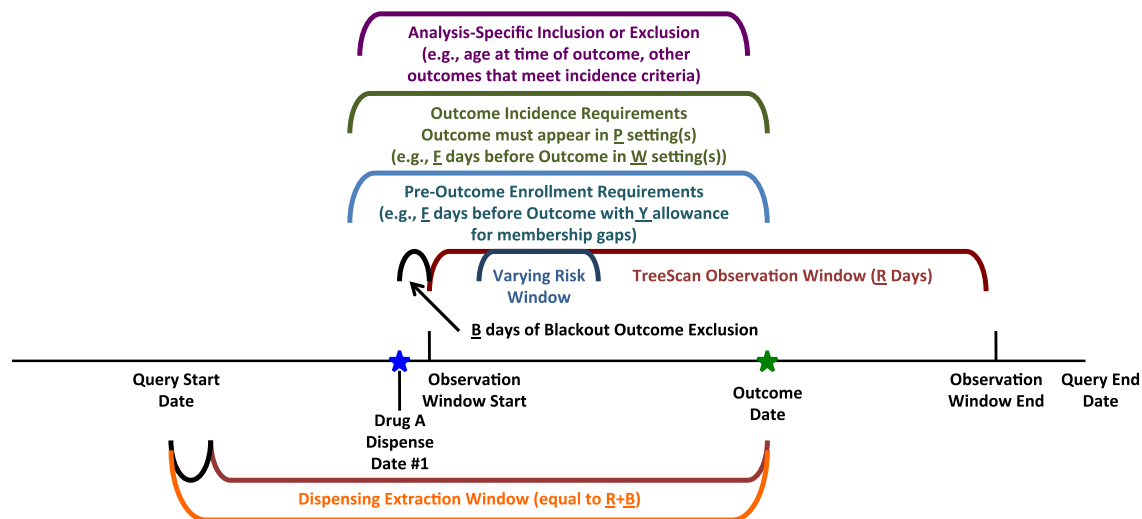 Analysis-Specific Inclusion or Exclusion
(e.g., age at time of outcome, other
outcomes that meet incidence criteria)
Outcome Incidence Requirements
Outcome must appear in P setting(s)
(e.g., F days before Outcome in W setting(s))
Pre-Outcome Enrollment Requirements
(e.g., F days before Outcome with Y allowance
for membership gaps)
Varying Risk
Window
TreeScan Observation Window (R Days)
B days of Blackout Outcome Exclusion
Query Start
Date
Drug A
Dispense
Date #1
Observation
Window Start
Outcome
Date
Observation
Window End
Query End
Date
Dispensing Extraction Window (equal to R+B)